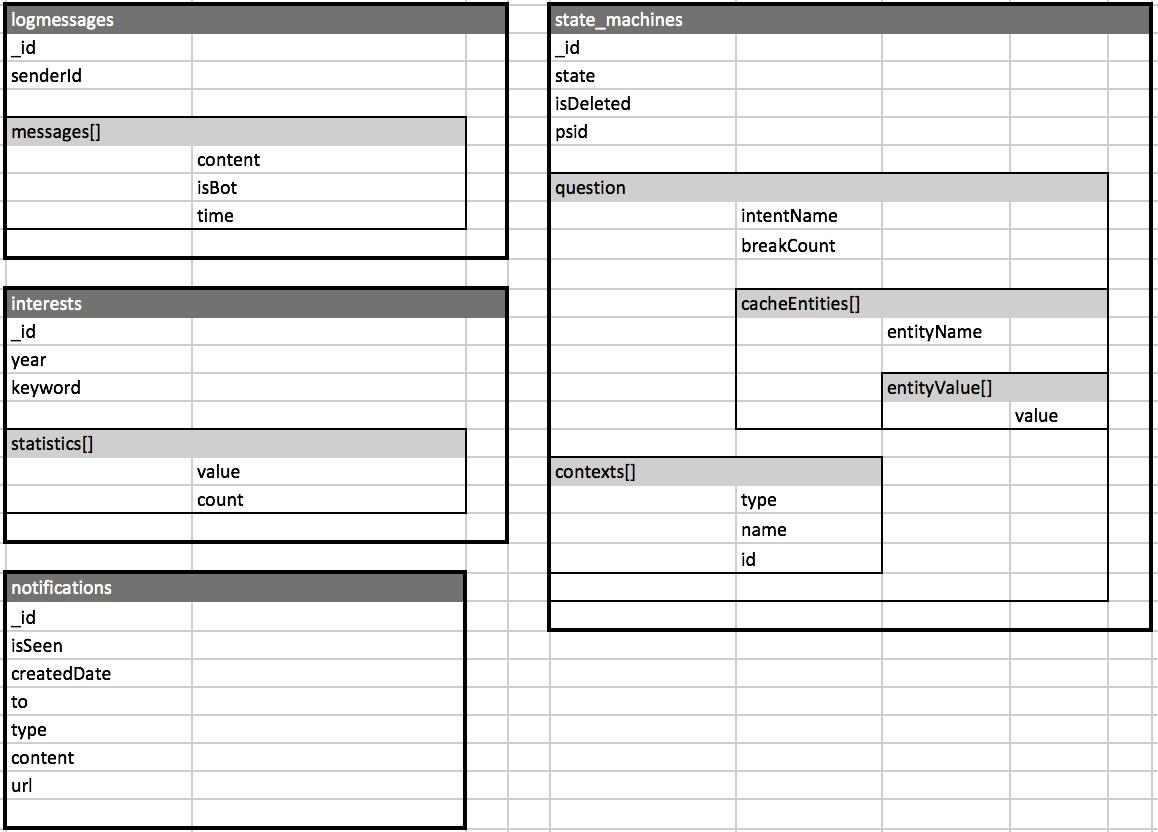 logmessages
_id
senderId
messages[]
content
isBot
time
interests
_id
year
keyword
statistics[]
value
count
notifications
_id
isSeen
createdDate
to
type
content
url
state_machines
_id
state
isDeleted
psid
question
intentName
breakCount
cacheEntities[]
entityName
entityValue[]
value
contexts[]
type
name
id